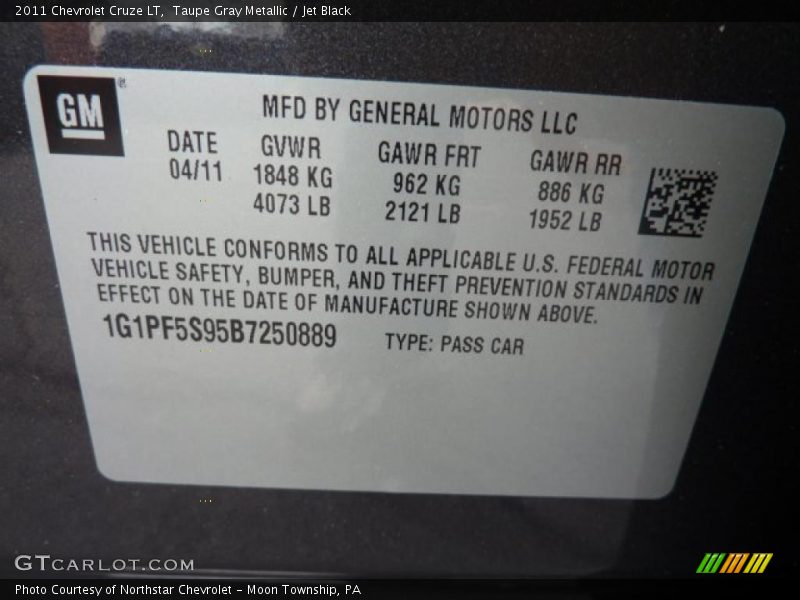 2011 Chevrolet Cruze LT, Taupe Gray Metallic / Jet Black
GM
®
MFD BY GENERAL MOTORS LLC
DATE GVWR GAWR FRT GAWR RR
04/11 1848 KG 962 KG 886 KG
4073 LB 2121 LB 1952 LB
THIS VEHICLE CONFORMS TO ALL APPLICABLE U.S. FEDERAL MOTOR
VEHICLE SAFETY, BUMPER, AND THEFT PREVENTION STANDARDS IN
EFFECT ON THE DATE OF MANUFACTURE SHOWN ABOVE.
1G1PF5S95B7250889 TYPE: PASS CAR
GTCARLOT.COM
Photo Courtesy of Northstar Chevrolet - Moon Township, PA